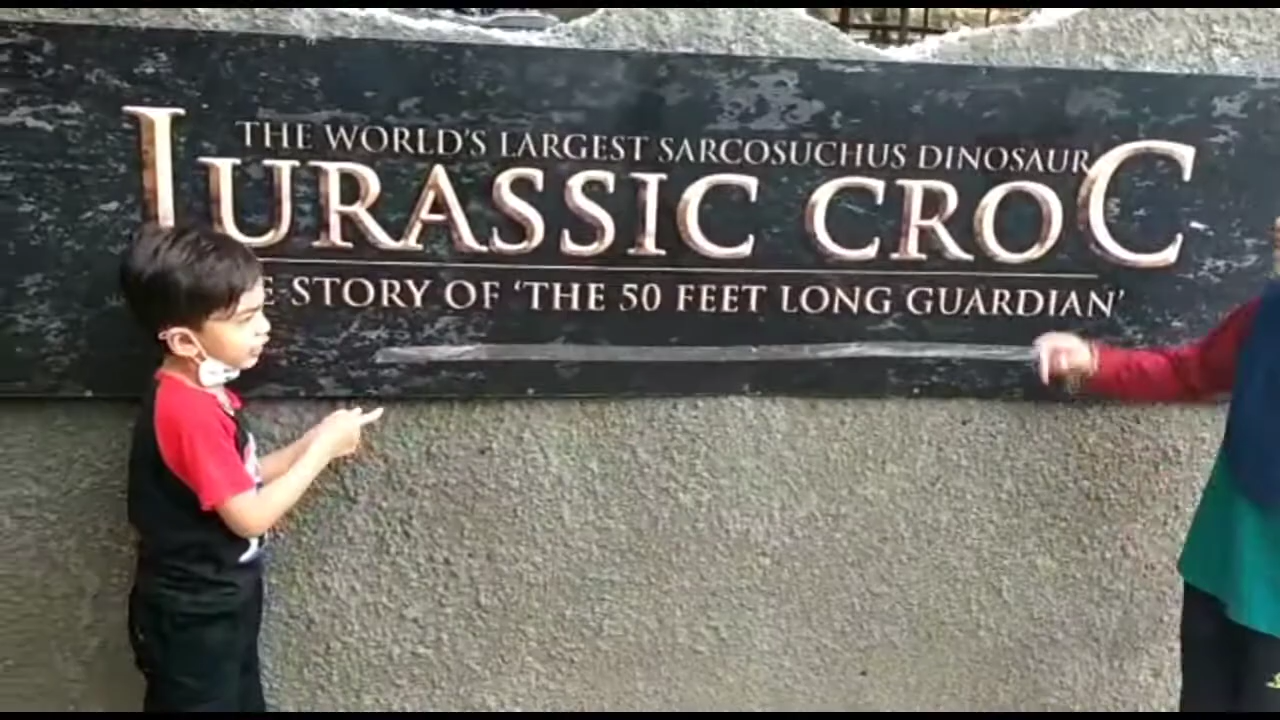 THE WORLD'S LARGEST SARCOSUCHUS DINOSAUR
JURASSIC CROC
STORY OF 'THE 50 FEET LONG GUARDIAN'